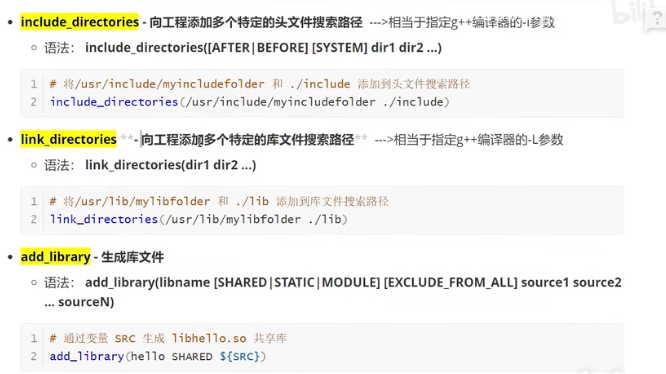 include_directories - 向工程添加多个特定的头文件搜索路径 --->相当于指定g++编译器的-i参数
语法： include_directories([AFTER|BEFORE] [SYSTEM] dir1 dir2 ...)
1 # 将/usr/include/myincludefolder 和 ./include 添加到头文件搜索路径
2 include_directories(/usr/include/myincludefolder ./include)
link_directories **- 向工程添加多个特定的库文件搜索路径** --->相当于指定g++编译器的-L参数
语法： link_directories(dir1 dir2 ...)
1 # 将/usr/lib/mylibfolder 和 ./lib 添加到库文件搜索路径
2 link_directories(/usr/lib/mylibfolder ./lib)
add_library - 生成库文件
语法： add_library(libname [SHARED|STATIC|MODULE] [EXCLUDE_FROM_ALL] source1 source2
... sourceN)
1 # 通过变量 SRC 生成 libhello.so 共享库
2 add_library(hello SHARED ${SRC})